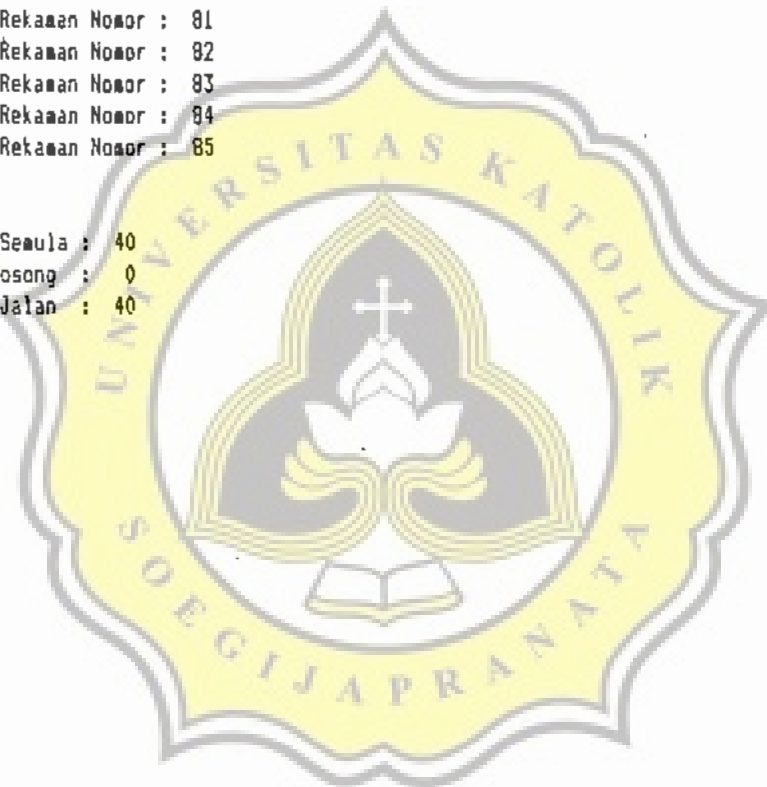 Rekaman Nomor : 81
Rekaman Nomor : 82
Rekaman Nomor : 83
Rekaman Nomor : 84
Rekaman Nomor : 85
Semula : 40
osong : 0
Jalan : 40
UNIVERSITAS KATOLIK
SOEGIJAPRANATA